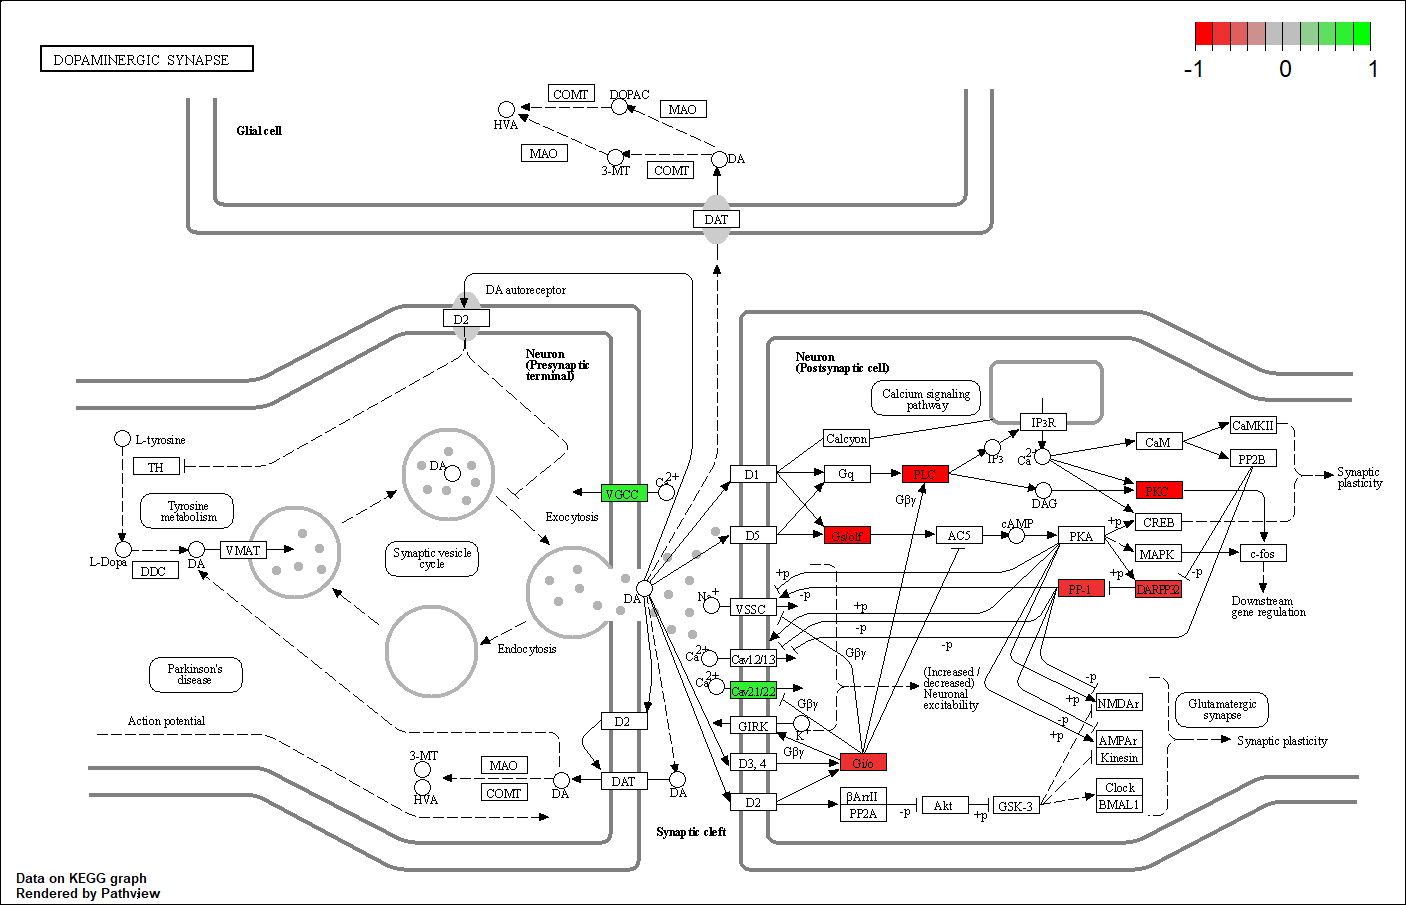 DOPAMINERGIC SYNAPSE
-1
0
1
Glial cell
COMT
DOPAC
MAO
HVA
MAO
3-MT
COMT
DA
DAT
DA autoreceptor
D2
Neuron
(Presynaptic
terminal)
Neuron
(Postsynaptic cell)
L-tyrosine
TH
Tyrosine
metabolism
L-Dopa
DDC
DA
VMAT
DA
Synaptic vesicle
cycle
Exocytosis
Endocytosis
VGCC
Ca2+
DA
Parkinson's
disease
Action potential
3-MT
HVA
MAO
COMT
DA
D2
DAT
DA
Synaptic cleft
Calcium signaling
pathway
Calcyon
IP3R
IP3
Ca2+
CaM
CaMKII
PP2B
Synaptic
plasticity
D1
Gq
PLC
Gβγ
DAG
PKC
CREB
+p
D5
Gs/olf
AC5
cAMP
PKA
MAPK
c-fos
+p
-p
PP-1
DARPP32
Downstream
gene regulation
+p
-p
+p
-p
-p
Na+
VSSC
Ca2+
Cav1.2/1.3
Ca2+
Cav2.1/2.2
Gβγ
Gβγ
GIRK
K+
Gβγ
(Increased /
decreased)
Neuronal
excitability
D3, 4
Gi/o
D2
βArrII
PP2A
-p
Akt
+p
GSK-3
-p
+p
-p
+p
NMDAr
AMPAr
Kinesin
Clock
BMAL1
Glutamatergic
synapse
Synaptic plasticity
Data on KEGG graph
Rendered by Pathview